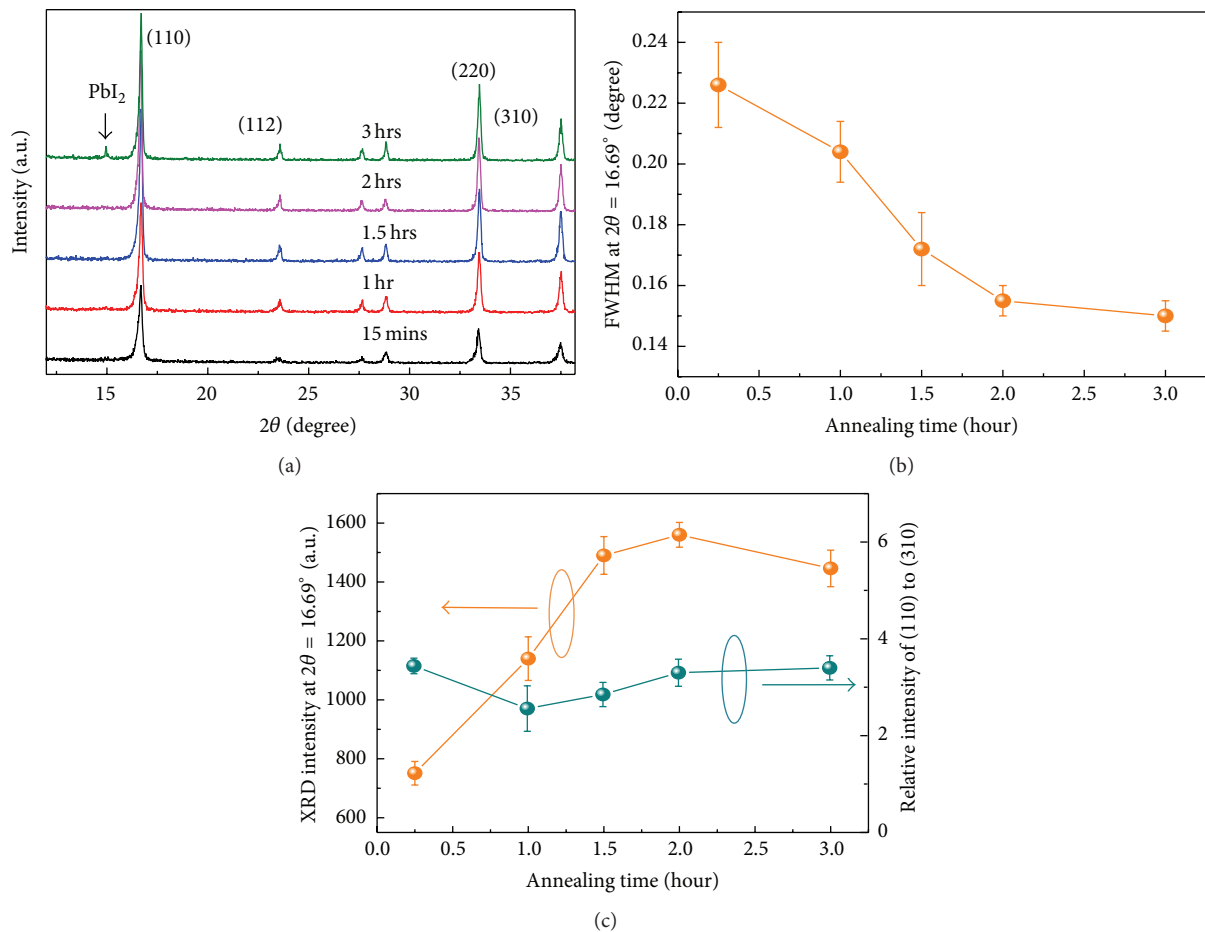 (110)
(220)
PbI₂
(310)
(112)
3 hrs
2 hrs
1.5 hrs
1 hr
15 mins
Intensity (a.u.)
15 20 25 30 35
2θ (degree)
(a)
0.24
0.22
0.20
0.18
0.16
0.14
FWHM at 2θ = 16.69° (degree)
0.0 0.5 1.0 1.5 2.0 2.5 3.0
Annealing time (hour)
(b)
1600
1400
1200
1000
800
600
XRD intensity at 2θ = 16.69° (a.u.)
6
4
2
0
Relative intensity of (110) to (310)
0.0 0.5 1.0 1.5 2.0 2.5 3.0
Annealing time (hour)
(c)